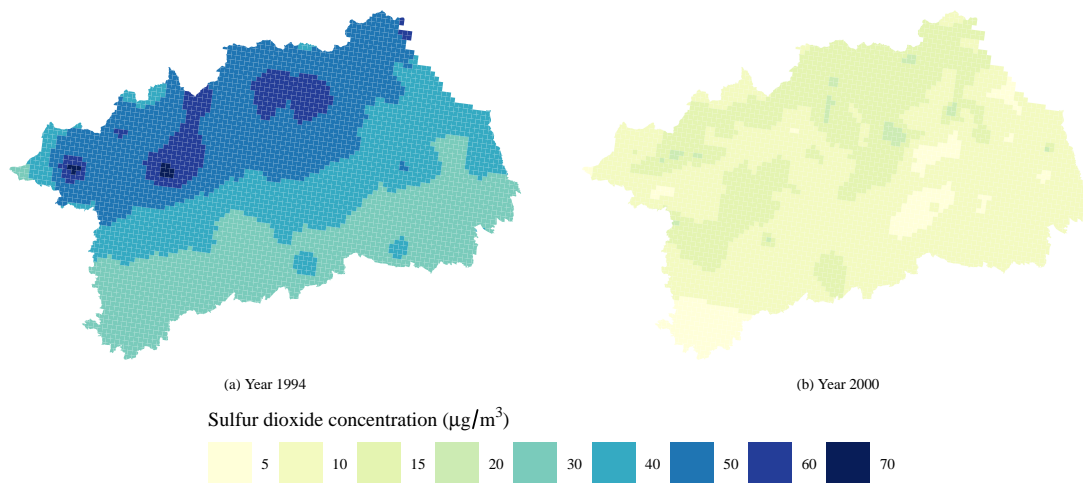 (a) Year 1994
(b) Year 2000
Sulfur dioxide concentration (μg/m³)
5 10 15 20 30 40 50 60 70